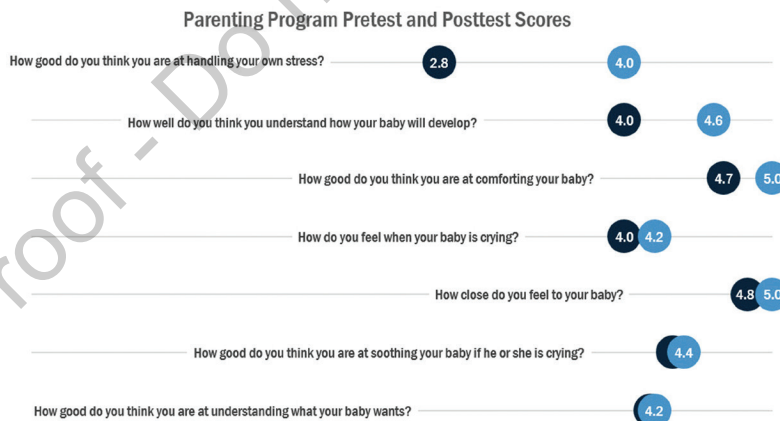 Parenting Program Pretest and Posttest Scores
How good do you think you are at handling your own stress? 2.8 4.0
How well do you think you understand how your baby will develop? 4.0 4.6
How good do you think you are at comforting your baby? 4.7 5.0
How do you feel when your baby is crying? 4.0 4.2
How close do you feel to your baby? 4.8 5.0
How good do you think you are at soothing your baby if he or she is crying? 4.4
How good do you think you are at understanding what your baby wants? 4.2
roof - Do